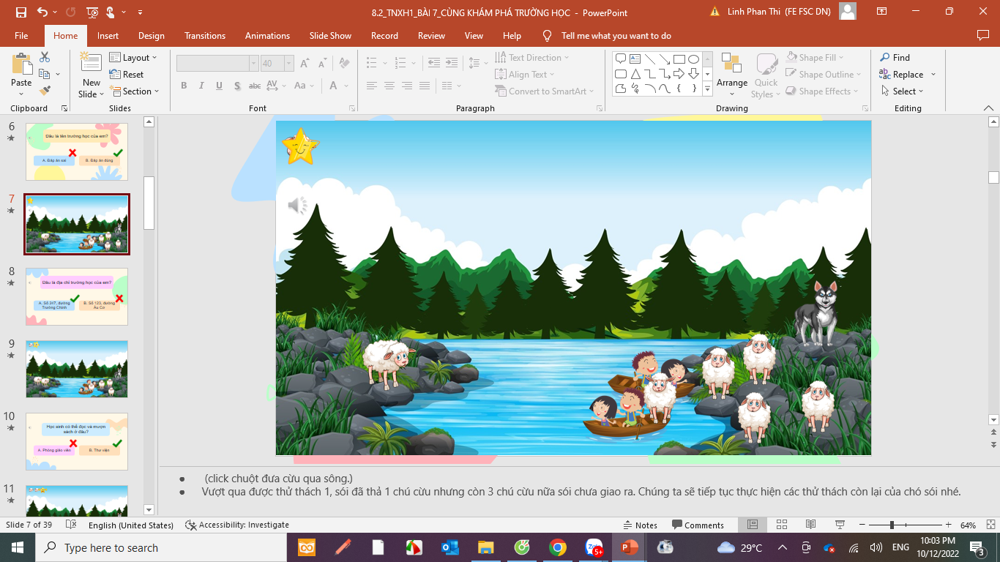 8.2_TNXH1_BÀI 7_CÙNG KHÁM PHÁ TRƯỜNG HỌC - PowerPoint
Linh Phan Thi (FE FSC DN)
File Home Insert Design Transitions Animations Slide Show Record Review View Help Tell me what you want to do
Paste
New Slide
Layout
Reset
Section
40
B I U S abc AV Aa A
Text Direction
Align Text
Convert to SmartArt
Arrange
Quick Styles
Shape Fill
Shape Outline
Shape Effects
Find
Replace
Select
Clipboard Slides Font Paragraph Drawing Editing
6
Đâu là tên trường học của em?
A. Đáp án sai B. Đáp án đúng
7
8
Đâu là địa chỉ trường học của em?
A. Số 247, đường Trường Chinh
B. Số 123, đường Âu Cơ
9
10
Học sinh có thể đọc và mượn sách ở đâu?
A. Phòng giáo viên B. Thư viện
11
(click chuột đưa cừu qua sông.)
Vượt qua được thử thách 1, sói đã thả 1 chú cừu nhưng còn 3 chú cừu nữa sói chưa giao ra. Chúng ta sẽ tiếp tục thực hiện các thử thách còn lại của chó sói nhé.
Slide 7 of 39 English (United States) Accessibility: Investigate Notes Comments 64%
Type here to search
5+
29°C ENG
10:03 PM
10/12/2022
3